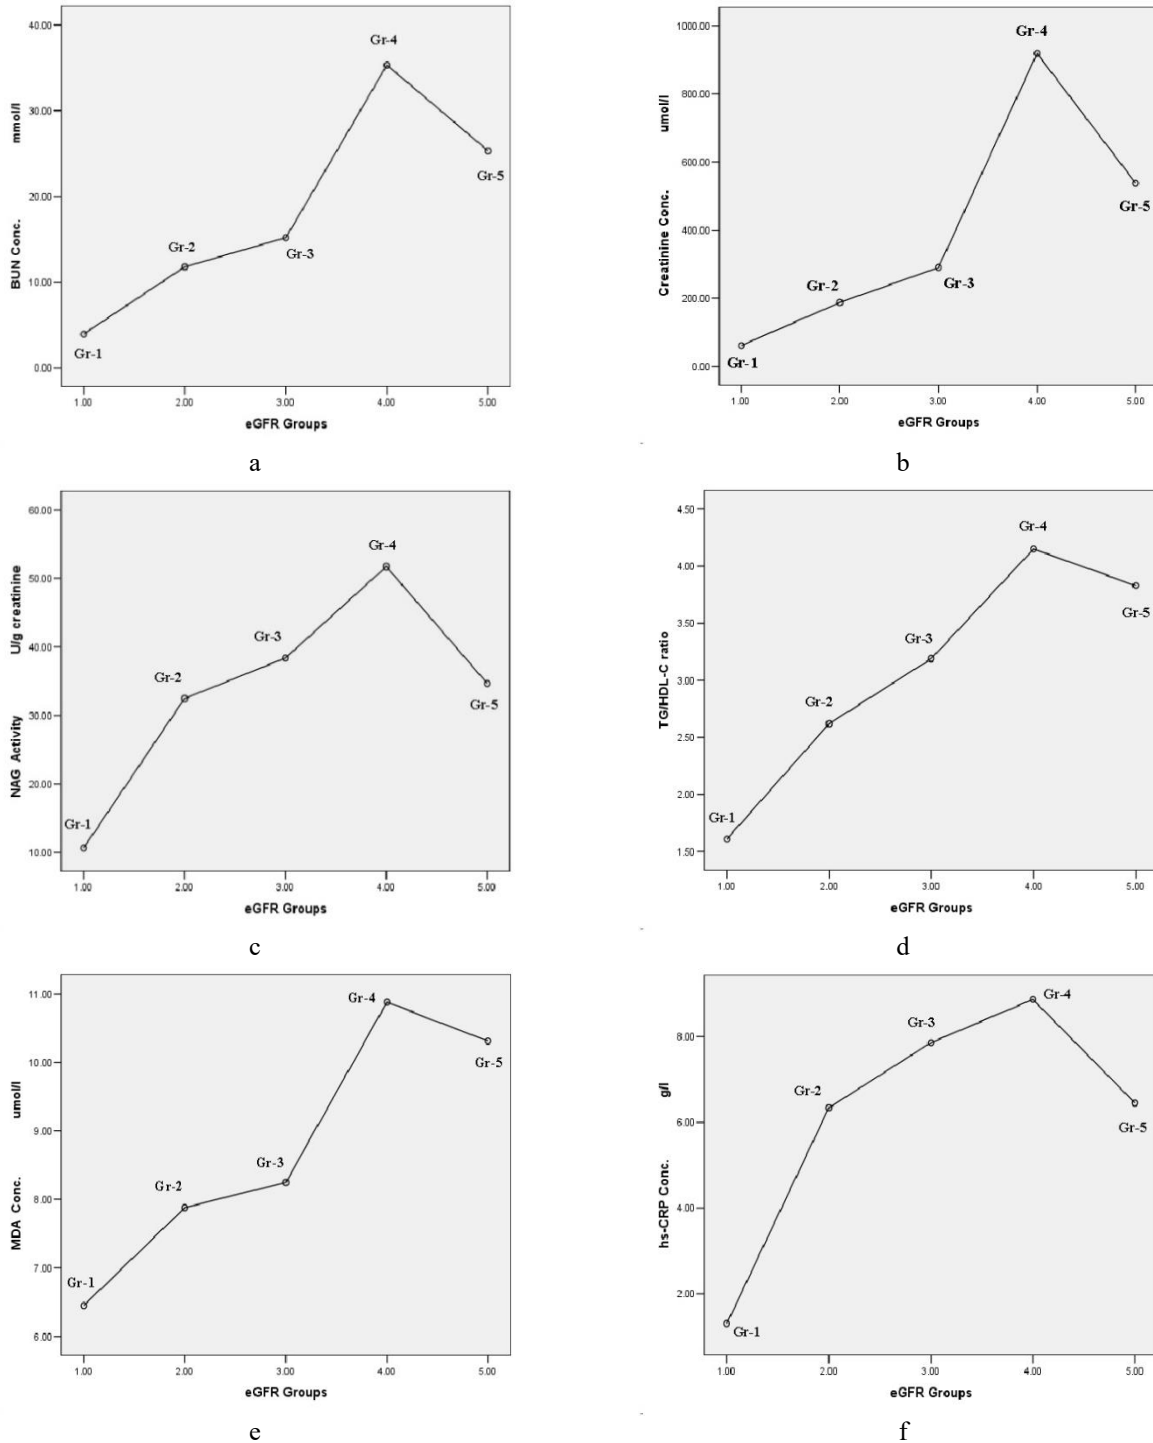 40.00
30.00
20.00
10.00
0.00
BUN Conc. mmol/l
Gr-1
Gr-2
Gr-3
Gr-4
Gr-5
1.00 2.00 3.00 4.00 5.00
eGFR Groups
a
1000.00
800.00
600.00
400.00
200.00
0.00
Creatinine Conc. umol/l
Gr-1
Gr-2
Gr-3
Gr-4
Gr-5
1.00 2.00 3.00 4.00 5.00
eGFR Groups
b
60.00
50.00
40.00
30.00
20.00
10.00
NAG Activity U/g creatinine
Gr-1
Gr-2
Gr-3
Gr-4
Gr-5
1.00 2.00 3.00 4.00 5.00
eGFR Groups
c
4.50
4.00
3.50
3.00
2.50
2.00
1.50
TG/HDL-C ratio
Gr-1
Gr-2
Gr-3
Gr-4
Gr-5
1.00 2.00 3.00 4.00 5.00
eGFR Groups
d
11.00
10.00
9.00
8.00
7.00
6.00
MDA Conc. umol/l
Gr-1
Gr-2
Gr-3
Gr-4
Gr-5
1.00 2.00 3.00 4.00 5.00
eGFR Groups
e
8.00
6.00
4.00
2.00
hs-CRP Conc. g/l
Gr-1
Gr-2
Gr-3
Gr-4
Gr-5
1.00 2.00 3.00 4.00 5.00
eGFR Groups
f